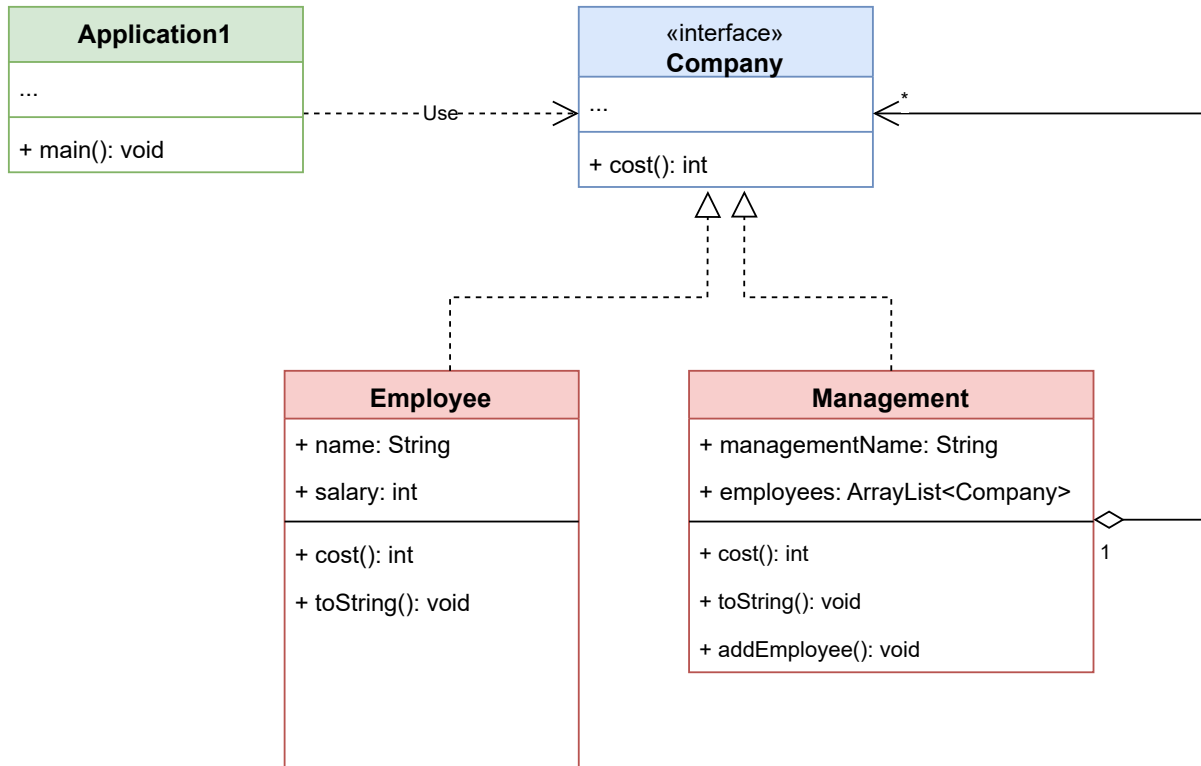 Application1
...
+ main(): void
Use
«interface»
Company
...
+ cost(): int
*
Employee
+ name: String
+ salary: int
+ cost(): int
+ toString(): void
Management
+ managementName: String
+ employees: ArrayList<Company>
+ cost(): int
+ toString(): void
+ addEmployee(): void
1